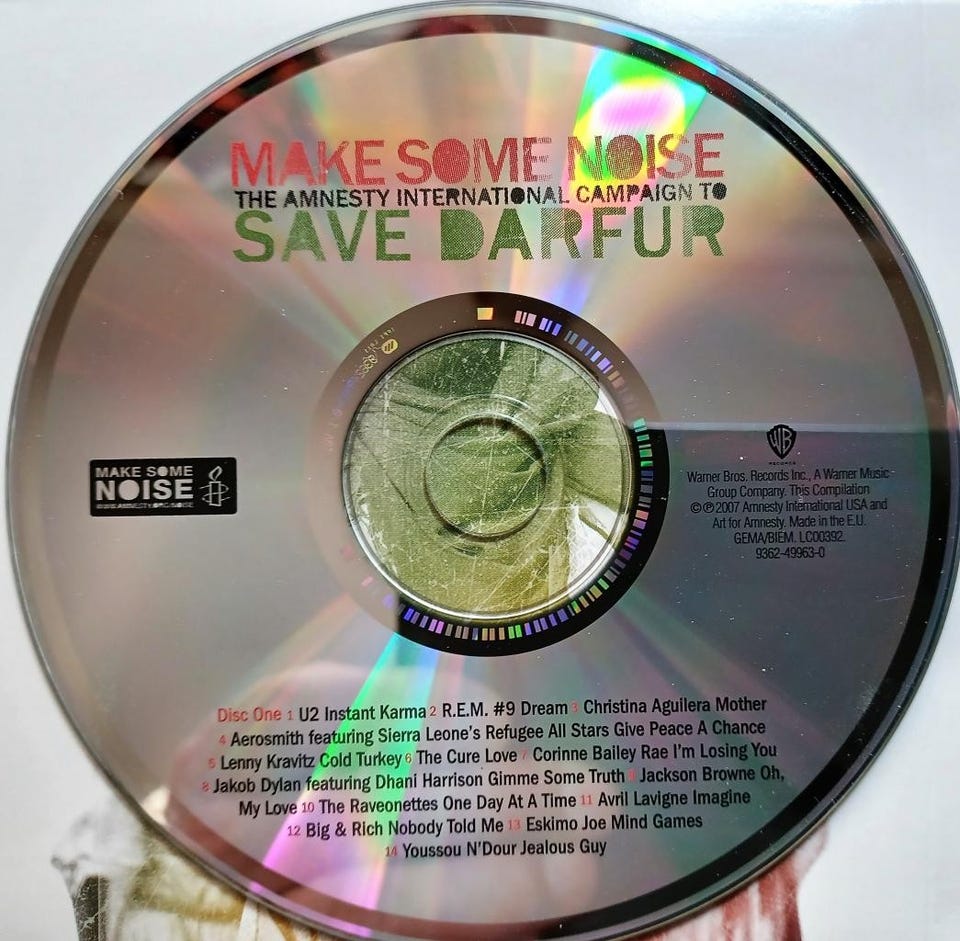 MAKE SOME NOISE
THE AMNESTY INTERNATIONAL CAMPAIGN TO
SAVE DARFUR
MAKE SOME
NOISE
WWW.AMNESTY.ORG/NOISE
WB
RECORDS
Warner Bros. Records Inc., A Warner Music
Group Company. This Compilation
©℗2007 Amnesty International USA and
Art for Amnesty. Made in the E.U.
GEMA/BIEM. LC00392.
9362-49963-0
Disc One 1 U2 Instant Karma 2 R.E.M. #9 Dream 3 Christina Aguilera Mother
4 Aerosmith featuring Sierra Leone's Refugee All Stars Give Peace A Chance
5 Lenny Kravitz Cold Turkey 6 The Cure Love 7 Corinne Bailey Rae I'm Losing You
8 Jakob Dylan featuring Dhani Harrison Gimme Some Truth 9 Jackson Browne Oh,
My Love 10 The Raveonettes One Day At A Time 11 Avril Lavigne Imagine
12 Big & Rich Nobody Told Me 13 Eskimo Joe Mind Games
14 Youssou N'Dour Jealous Guy